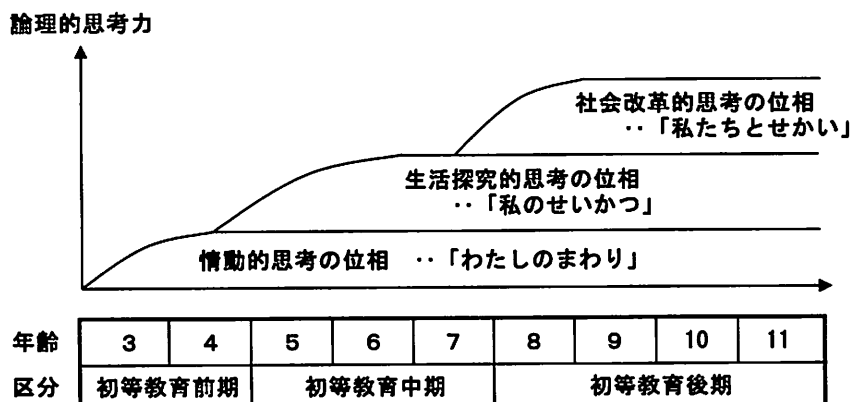 論理的思考力
社会改革的思考の位相
‥「私たちとせかい」
生活探究的思考の位相
‥「私のせいかつ」
情動的思考の位相 ‥「わたしのまわり」
年齢 3 4 5 6 7 8 9 10 11
区分 初等教育前期 初等教育中期 初等教育後期